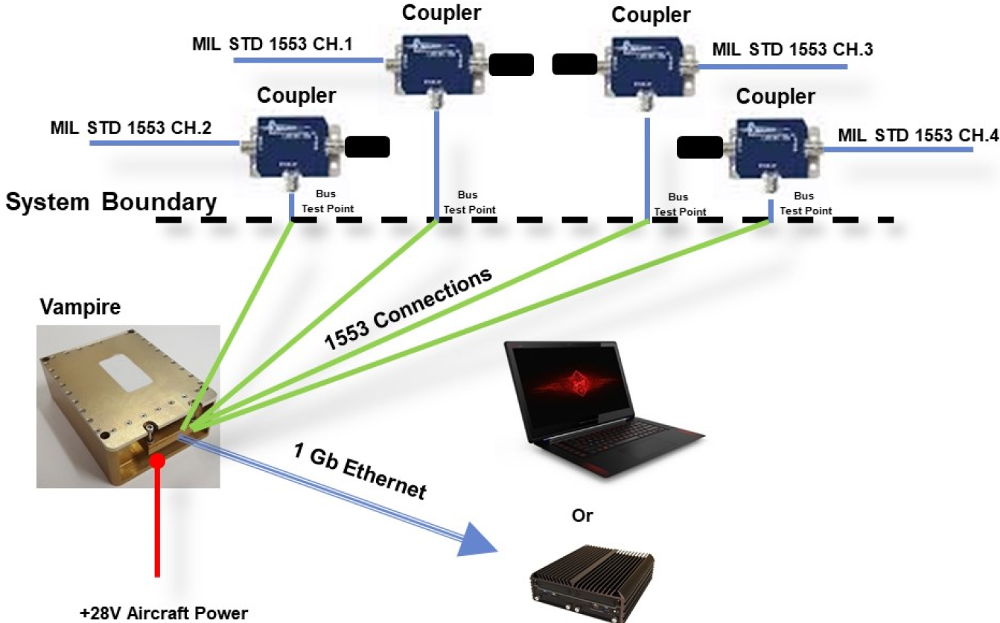 Coupler
Coupler
MIL STD 1553 CH.1
MIL STD 1553 CH.3
Coupler
Coupler
MIL STD 1553 CH.2
MIL STD 1553 CH.4
System Boundary
Bus
Test Point
Bus
Test Point
Bus
Test Point
Bus
Test Point
Vampire
1553 Connections
1 Gb Ethernet
Or
+28V Aircraft Power